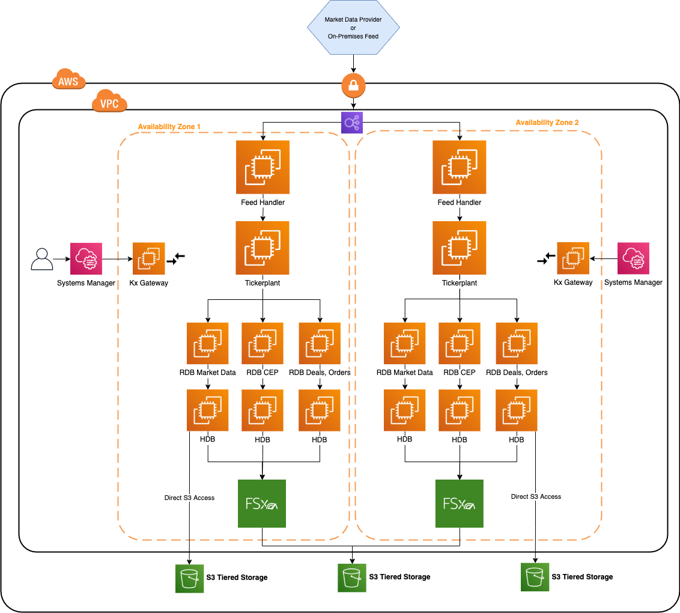 Market Data Provider
or
On-Premises Feed
AWS
VPC
Availability Zone 1
Availability Zone 2
Feed Handler
Feed Handler
Systems Manager
Kx Gateway
Tickerplant
Tickerplant
Kx Gateway
Systems Manager
RDB Market Data
RDB CEP
RDB Deals, Orders
RDB Market Data
RDB CEP
RDB Deals, Orders
HDB
HDB
HDB
HDB
HDB
HDB
Direct S3 Access
FSx
FSx
Direct S3 Access
S3 Tiered Storage
S3 Tiered Storage
S3 Tiered Storage